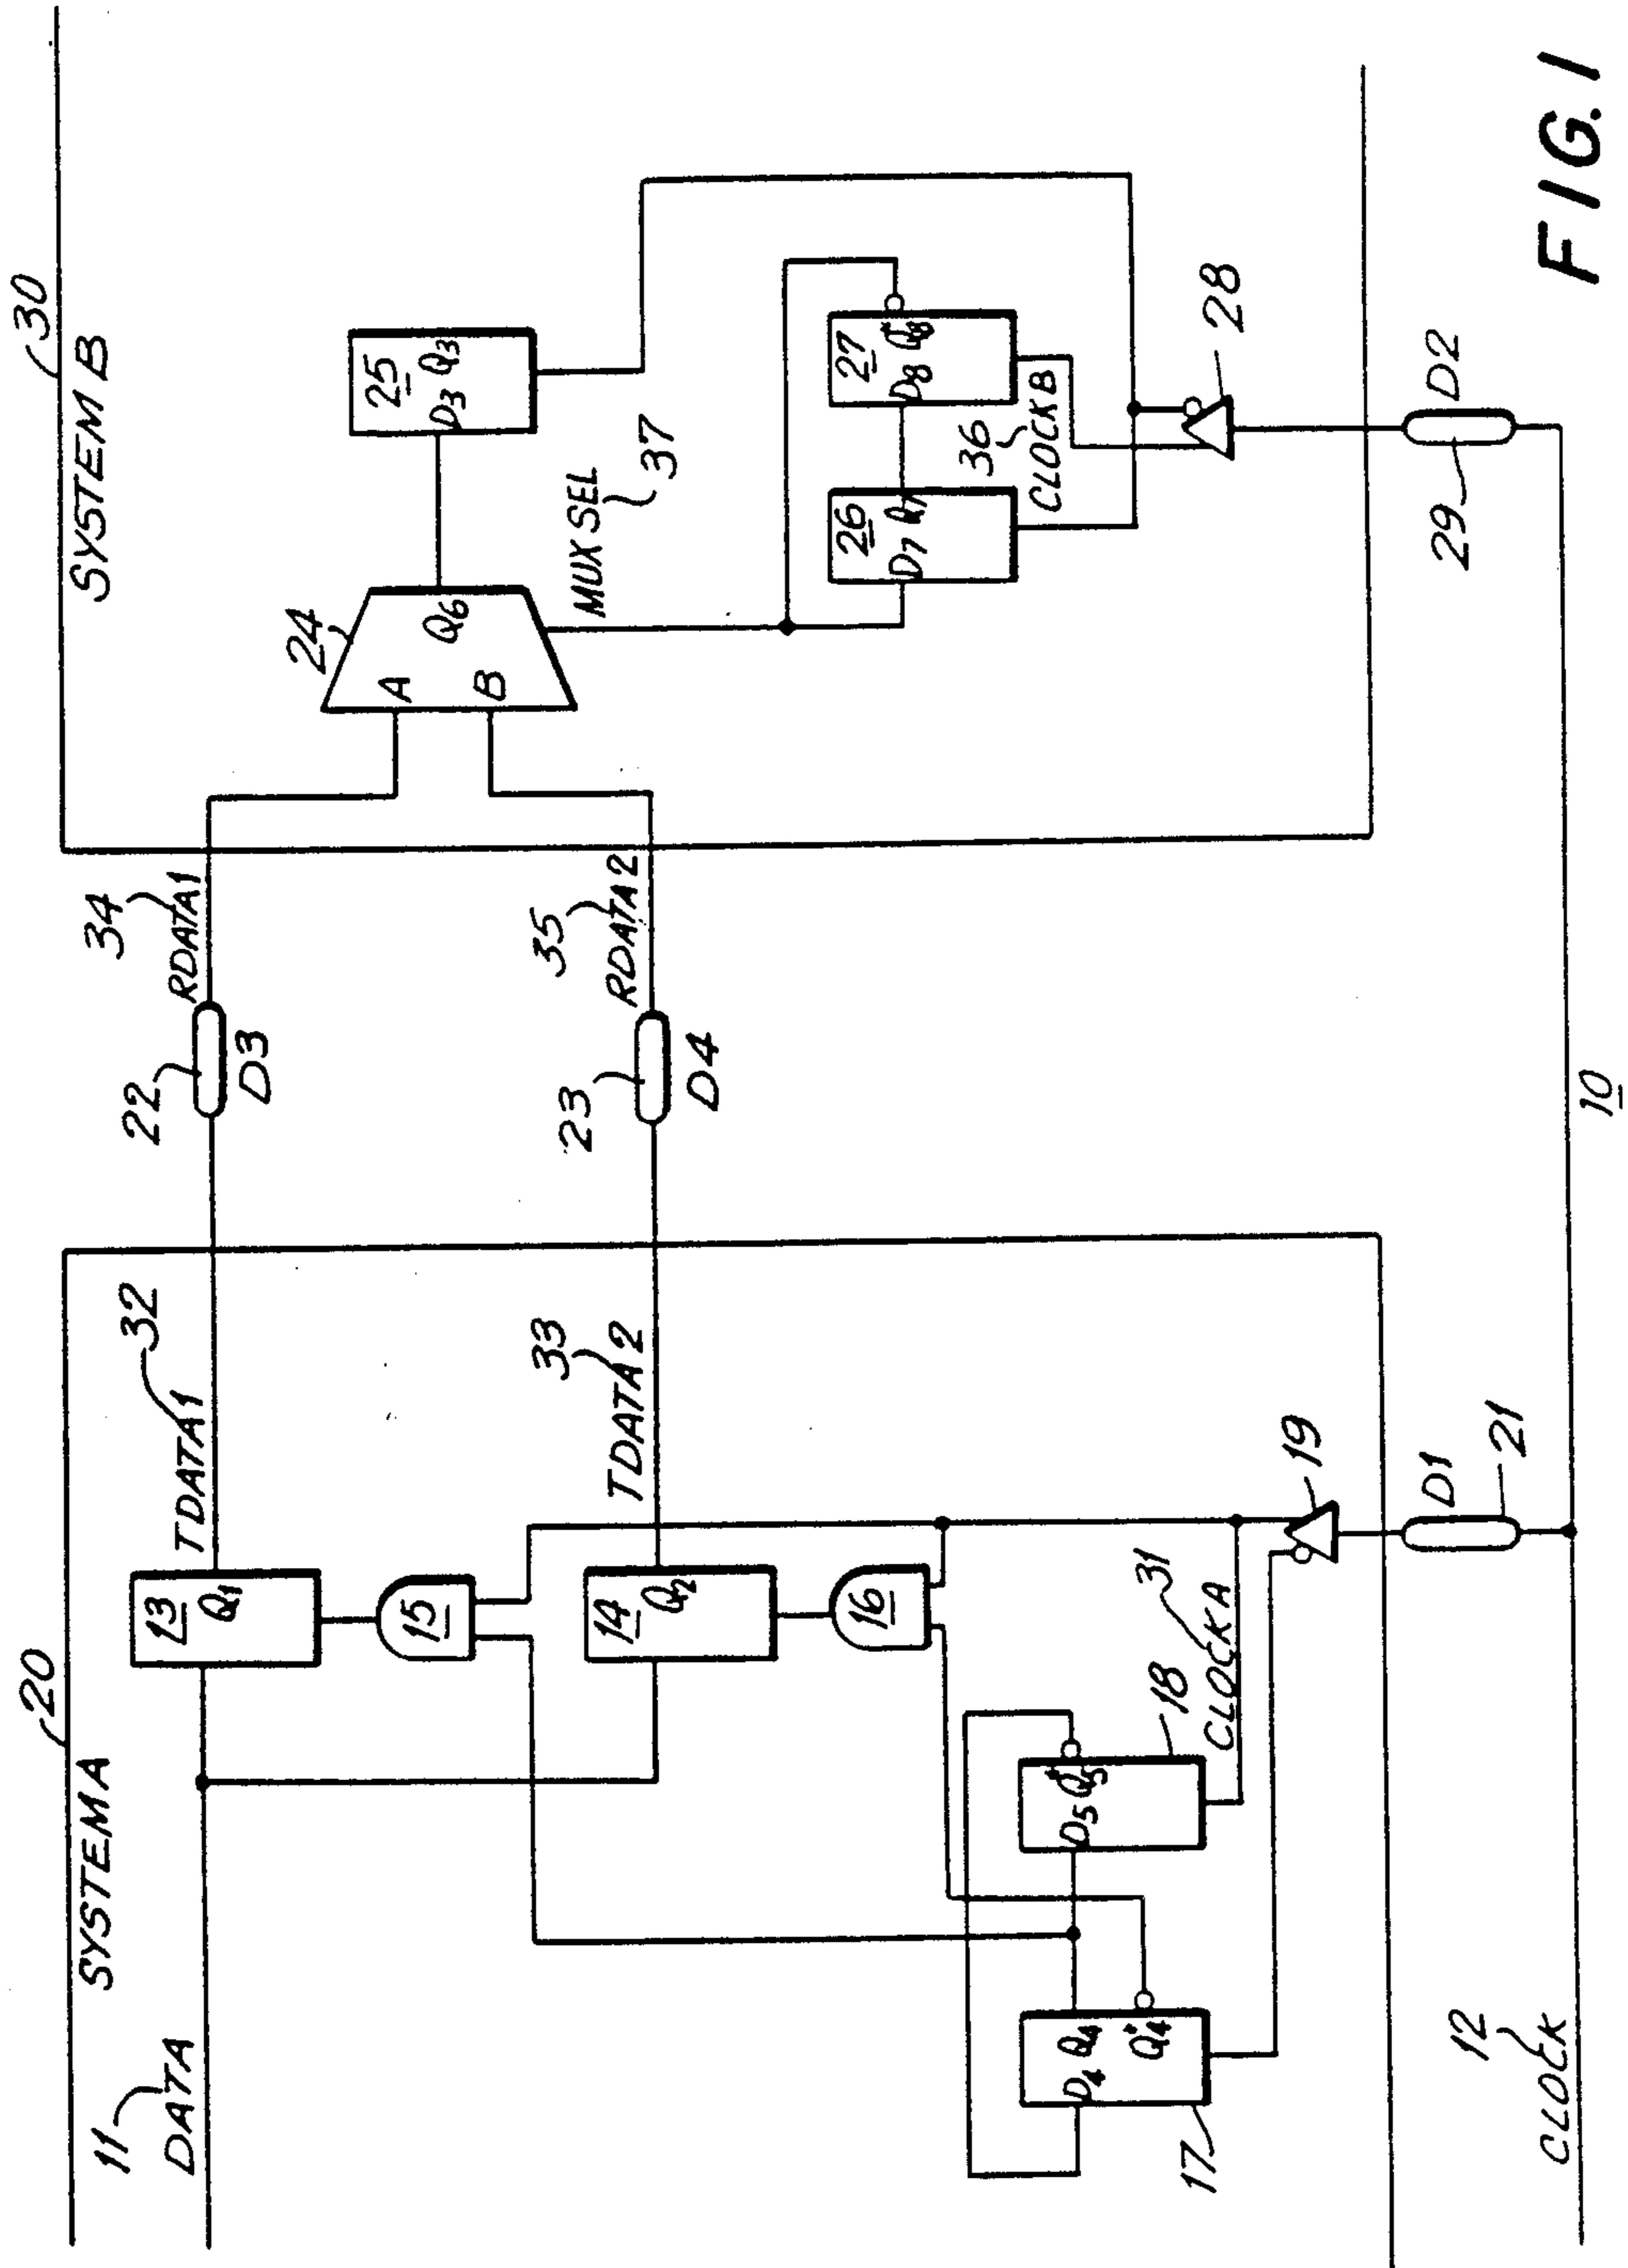 20
SYSTEM A
11
DATA
13
Q1
TDATA1
32
15
14
Q2
TDATA2
33
16
17
D4 Q4
Q*4
18
D5 Q*5
CLOCK A
31
19
D1
21
12
CLOCK
10
22
D3
34
RDATA1
23
D4
35
RDATA2
30
SYSTEM B
24
A
B
Q6
25
D3 Q3
MUX SEL
37
26
D7 Q7
27
D8 Q*8
36
CLOCK B
28
29
D2
FIG. 1